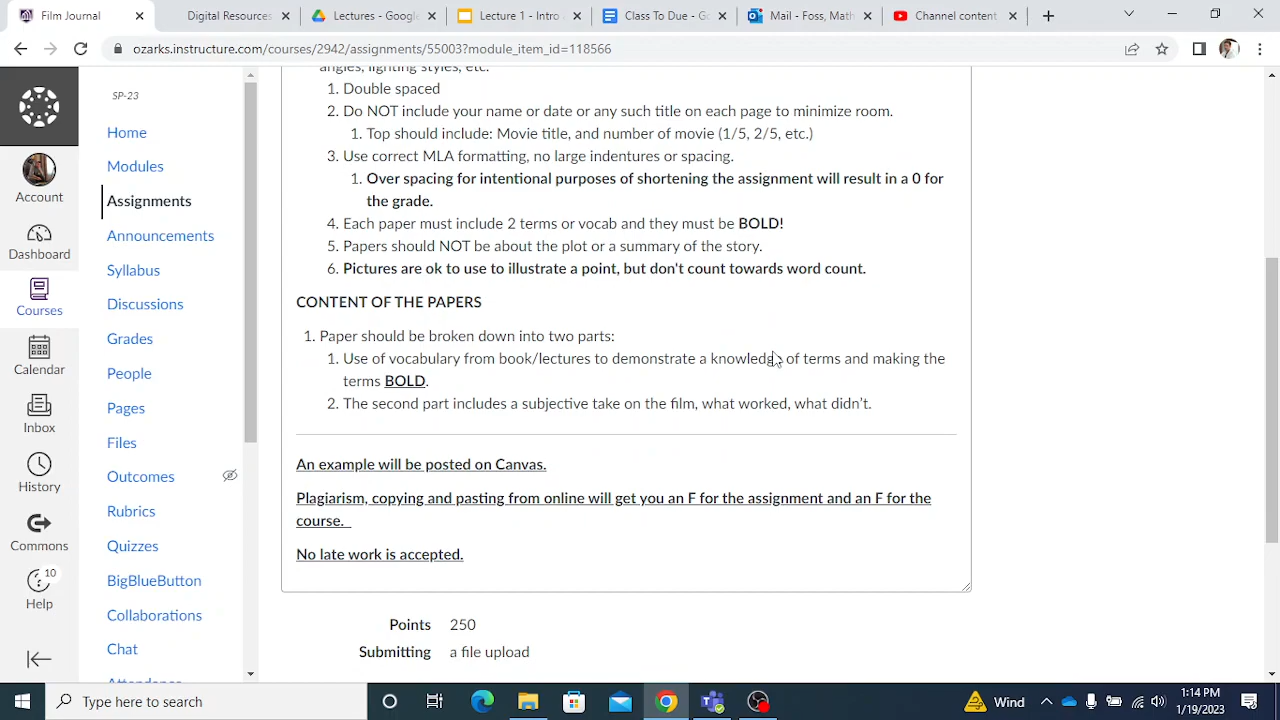 Film Journal
Digital Resources
Lectures - Google
Lecture 1 - Intro
Class To Due - G
Mail - Foss, Math
Channel content
ozarks.instructure.com/courses/2942/assignments/55003?module_item_id=118566
SP-23
Home
Modules
Assignments
Announcements
Syllabus
Discussions
Grades
People
Pages
Files
Outcomes
Rubrics
Quizzes
BigBlueButton
Collaborations
Chat
Account
Dashboard
Courses
Calendar
Inbox
History
Commons
10
Help
angles, lighting styles, etc.
1. Double spaced
2. Do NOT include your name or date or any such title on each page to minimize room.
1. Top should include: Movie title, and number of movie (1/5, 2/5, etc.)
3. Use correct MLA formatting, no large indentures or spacing.
1. Over spacing for intentional purposes of shortening the assignment will result in a 0 for
the grade.
4. Each paper must include 2 terms or vocab and they must be BOLD!
5. Papers should NOT be about the plot or a summary of the story.
6. Pictures are ok to use to illustrate a point, but don't count towards word count.
CONTENT OF THE PAPERS
1. Paper should be broken down into two parts:
1. Use of vocabulary from book/lectures to demonstrate a knowledge of terms and making the
terms BOLD.
2. The second part includes a subjective take on the film, what worked, what didn't.
An example will be posted on Canvas.
Plagiarism, copying and pasting from online will get you an F for the assignment and an F for the
course.
No late work is accepted.
Points 250
Submitting a file upload
Type here to search
Wind
1:14 PM
1/19/2023